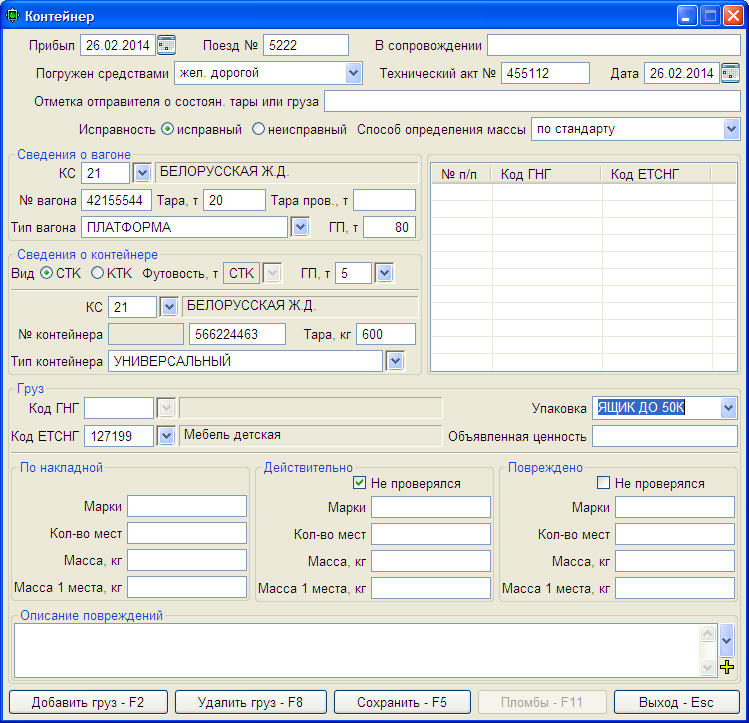 Контейнер
Прибыл 26.02.2014 Поезд № 5222 В сопровождении
Погружен средствами жел. дорогой Технический акт № 455112 Дата 26.02.2014
Отметка отправителя о состоян. тары или груза
Исправность исправный неисправный Способ определения массы по стандарту
Сведения о вагоне
КС 21 БЕЛОРУССКАЯ Ж.Д.
№ вагона 42155544 Тара, т 20 Тара пров., т
Тип вагона ПЛАТФОРМА ГП, т 80
№ п/п Код ГНГ Код ЕТСНГ
Сведения о контейнере
Вид СТК КТК Футовость, т СТК ГП, т 5
КС 21 БЕЛОРУССКАЯ Ж.Д.
№ контейнера 566224463 Тара, кг 600
Тип контейнера УНИВЕРСАЛЬНЫЙ
Груз
Код ГНГ Упаковка ЯЩИК ДО 50К
Код ЕТСНГ 127199 Мебель детская Объявленная ценность
По накладной
Марки
Кол-во мест
Масса, кг
Масса 1 места, кг
Действительно
Не проверялся
Марки
Кол-во мест
Масса, кг
Масса 1 места, кг
Повреждено
Не проверялся
Марки
Кол-во мест
Масса, кг
Масса 1 места, кг
Описание повреждений
Добавить груз - F2 Удалить груз - F8 Сохранить - F5 Пломбы - F11 Выход - Esc